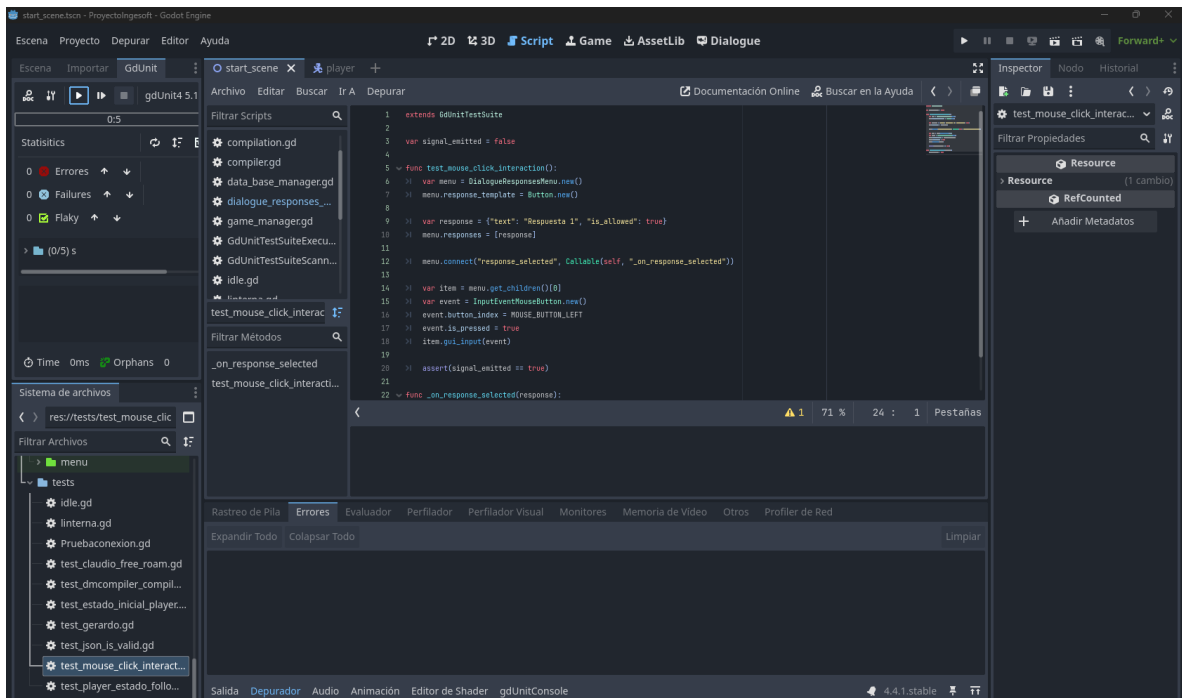 start_scene.tscn - ProyectoIngesoft - Godot Engine
Escena Proyecto Depurar Editor Ayuda
2D 3D Script Game AssetLib Dialogue
Forward+
Escena Importar GdUnit
gdUnit4 5.1
0:5
Statisitics
0 Errores
0 Failures
0 Flaky
(0/5) s
Time 0ms Orphans 0
Sistema de archivos
res://tests/test_mouse_clic
Filtrar Archivos
menu
tests
idle.gd
linterna.gd
Pruebaconexion.gd
test_claudio_free_roam.gd
test_dmcompiler_compil...
test_estado_inicial_player....
test_gerardo.gd
test_json_is_valid.gd
test_mouse_click_interact...
test_player_estado_follo...
start_scene player
Archivo Editar Buscar Ir A Depurar
Documentación Online Buscar en la Ayuda
Filtrar Scripts
compilation.gd
compiler.gd
data_base_manager.gd
dialogue_responses_...
game_manager.gd
GdUnitTestSuiteExecu...
GdUnitTestSuiteScann...
idle.gd
linterna.gd
test_mouse_click_interac
Filtrar Métodos
_on_response_selected
test_mouse_click_interacti...
1 extends GdUnitTestSuite
2
3 var signal_emitted = false
4
5 func test_mouse_click_interaction():
6 var menu = DialogueResponsesMenu.new()
7 menu.response_template = Button.new()
8
9 var response = {"text": "Respuesta 1", "is_allowed": true}
10 menu.responses = [response]
11
12 menu.connect("response_selected", Callable(self, "_on_response_selected"))
13
14 var item = menu.get_children()[0]
15 var event = InputEventMouseButton.new()
16 event.button_index = MOUSE_BUTTON_LEFT
17 event.is_pressed = true
18 item.gui_input(event)
19
20 assert(signal_emitted == true)
21
22 func _on_response_selected(response):
1 71 % 24 : 1 Pestañas
Rastreo de Pila Errores Evaluador Perfilador Perfilador Visual Monitores Memoria de Video Otros Profiler de Red
Expandir Todo Colapsar Todo Limpiar
Salida Depurador Audio Animación Editor de Shader gdUnitConsole 4.4.1.stable
Inspector Nodo Historial
test_mouse_click_interac...
Filtrar Propiedades
Resource
Resource (1 cambio)
RefCounted
Añadir Metadatos